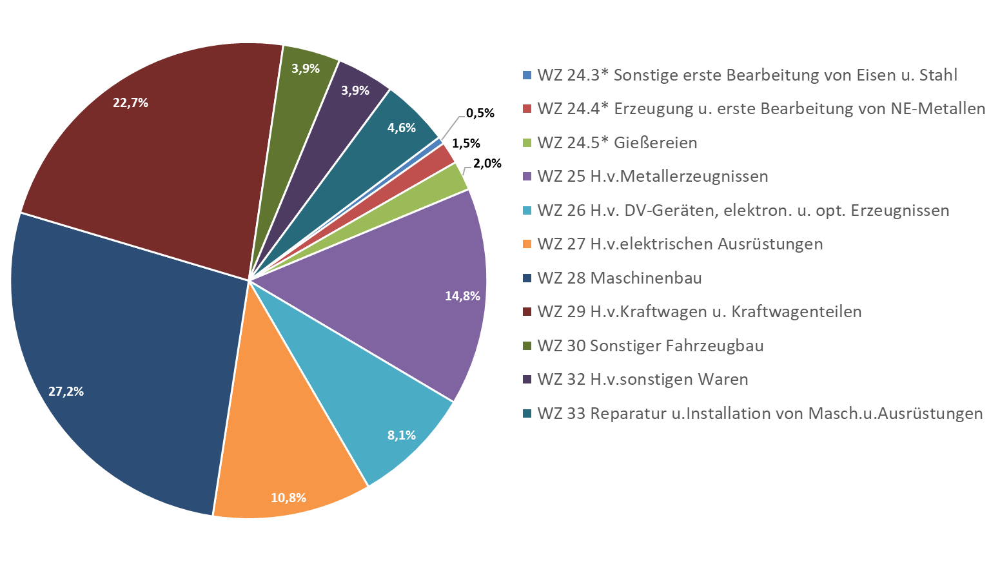 3,9%
3,9%
22,7%
4,6%
0,5%
1,5%
2,0%
14,8%
27,2%
8,1%
10,8%
WZ 24.3* Sonstige erste Bearbeitung von Eisen u. Stahl
WZ 24.4* Erzeugung u. erste Bearbeitung von NE-Metallen
WZ 24.5* Gießereien
WZ 25 H.v.Metallerzeugnissen
WZ 26 H.v. DV-Geräten, elektron. u. opt. Erzeugnissen
WZ 27 H.v.elektrischen Ausrüstungen
WZ 28 Maschinenbau
WZ 29 H.v.Kraftwagen u. Kraftwagenteilen
WZ 30 Sonstiger Fahrzeugbau
WZ 32 H.v.sonstigen Waren
WZ 33 Reparatur u.Installation von Masch.u.Ausrüstungen